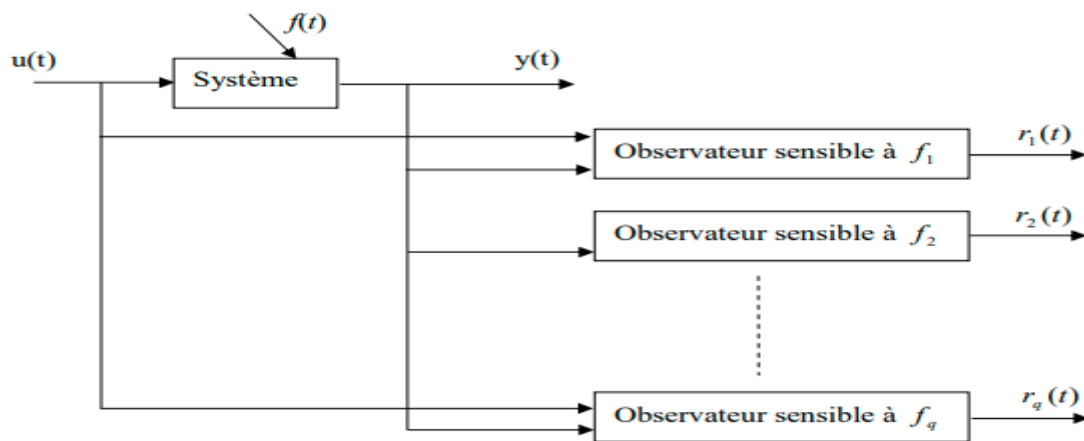 f(t)
u(t)
Système
y(t)
Observateur sensible à f₁
r₁(t)
Observateur sensible à f₂
r₂(t)
Observateur sensible à f_q
r_q(t)